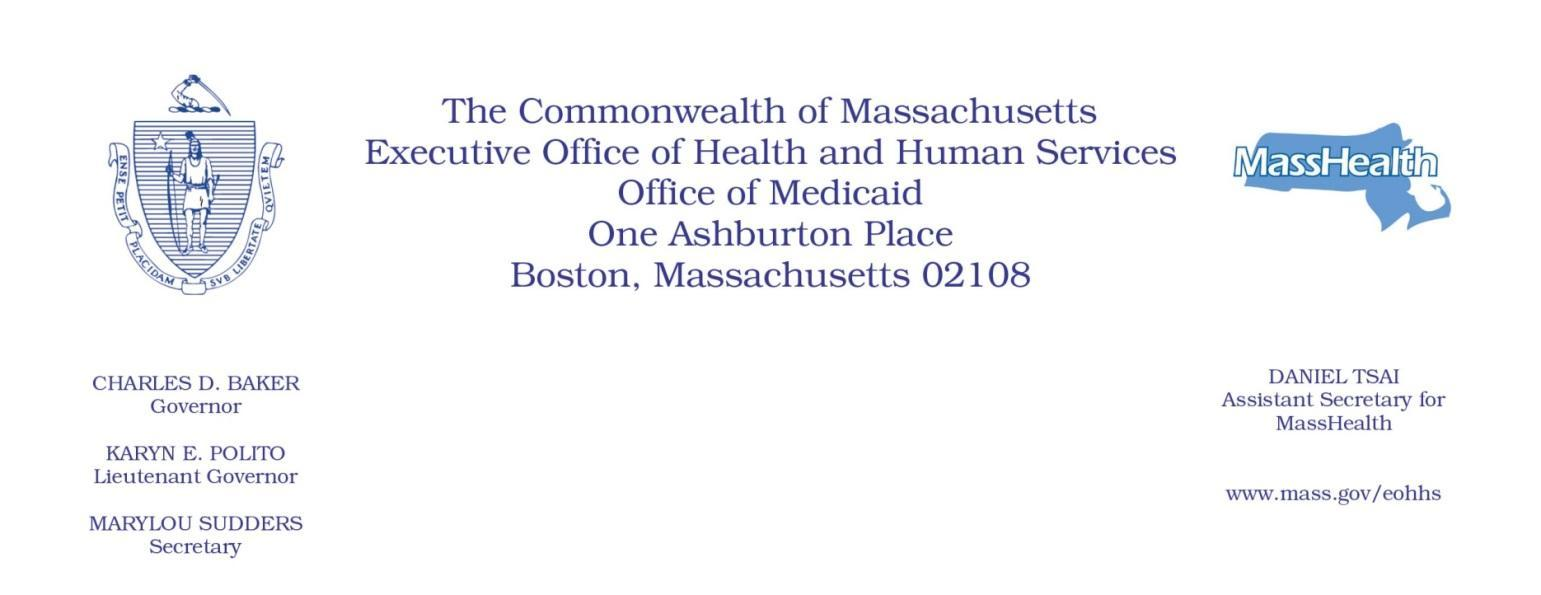 The Commonwealth of Massachusetts
Executive Office of Health and Human Services
Office of Medicaid
One Ashburton Place
Boston, Massachusetts 02108
ENSE PETIT PLACIDAM SVB LIBERTATE QVIETEM
MassHealth
CHARLES D. BAKER
Governor
KARYN E. POLITO
Lieutenant Governor
MARYLOU SUDDERS
Secretary
DANIEL TSAI
Assistant Secretary for
MassHealth
www.mass.gov/eohhs